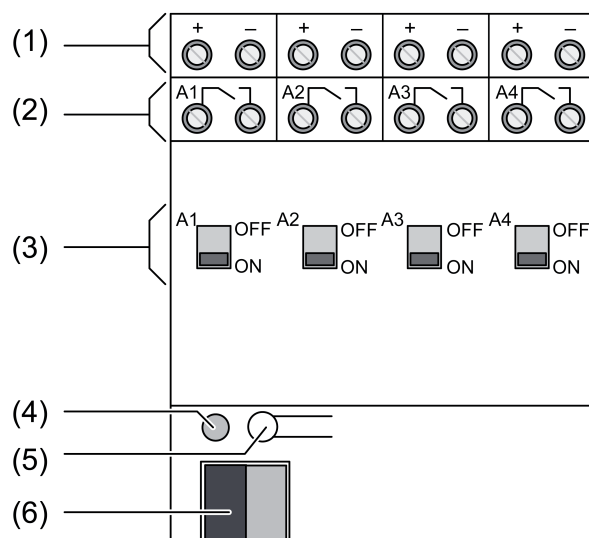 (1) + – + – + – + –
(2) A1 A2 A3 A4
(3) A1 OFF A2 OFF A3 OFF A4 OFF
ON ON ON ON
(4)
(5)
(6)